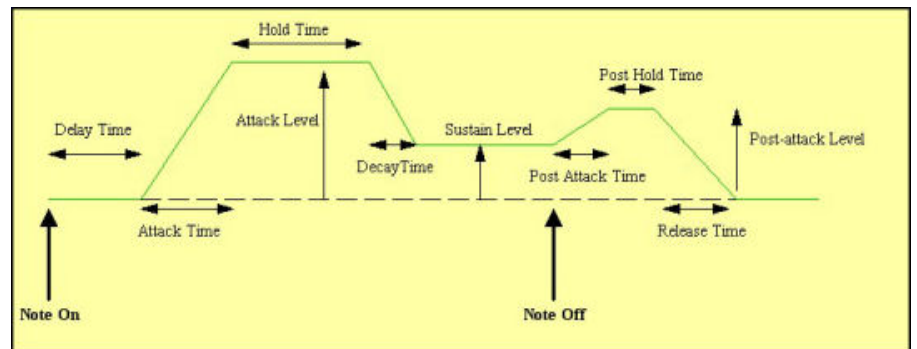 Hold Time
Post Hold Time
Delay Time
Attack Level
Sustain Level
Post-attack Level
DecayTime
Post Attack Time
Attack Time
Release Time
Note On
Note Off